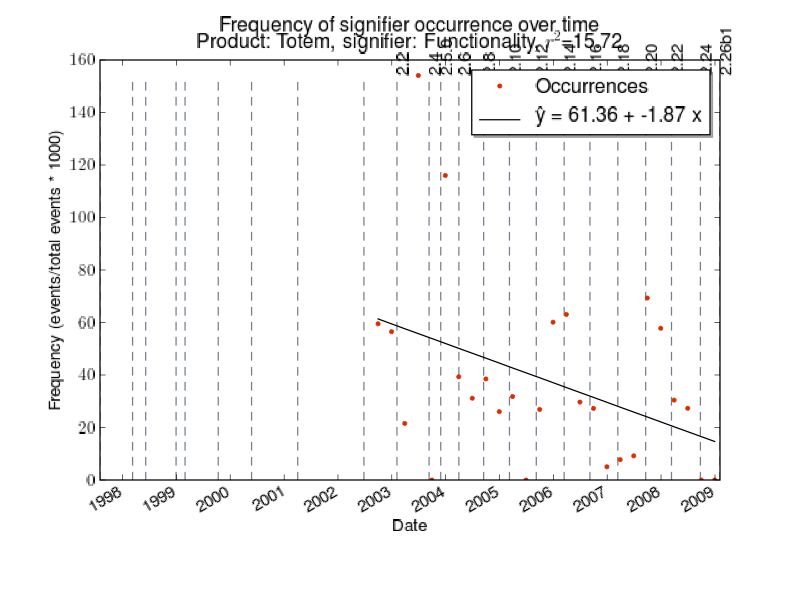 Frequency of signifier occurrence over time
Product: Totem, signifier: Functionality, r²=15.72
2.2 2.4 2.6 2.8 2.10 2.12 2.14 2.16 2.18 2.20 2.22 2.24 2.26b1
160
140
120
100
80
60
40
20
0
Occurrences
ŷ = 61.36 + -1.87 x
Frequency (events/total events * 1000)
1998 1999 2000 2001 2002 2003 2004 2005 2006 2007 2008 2009
Date